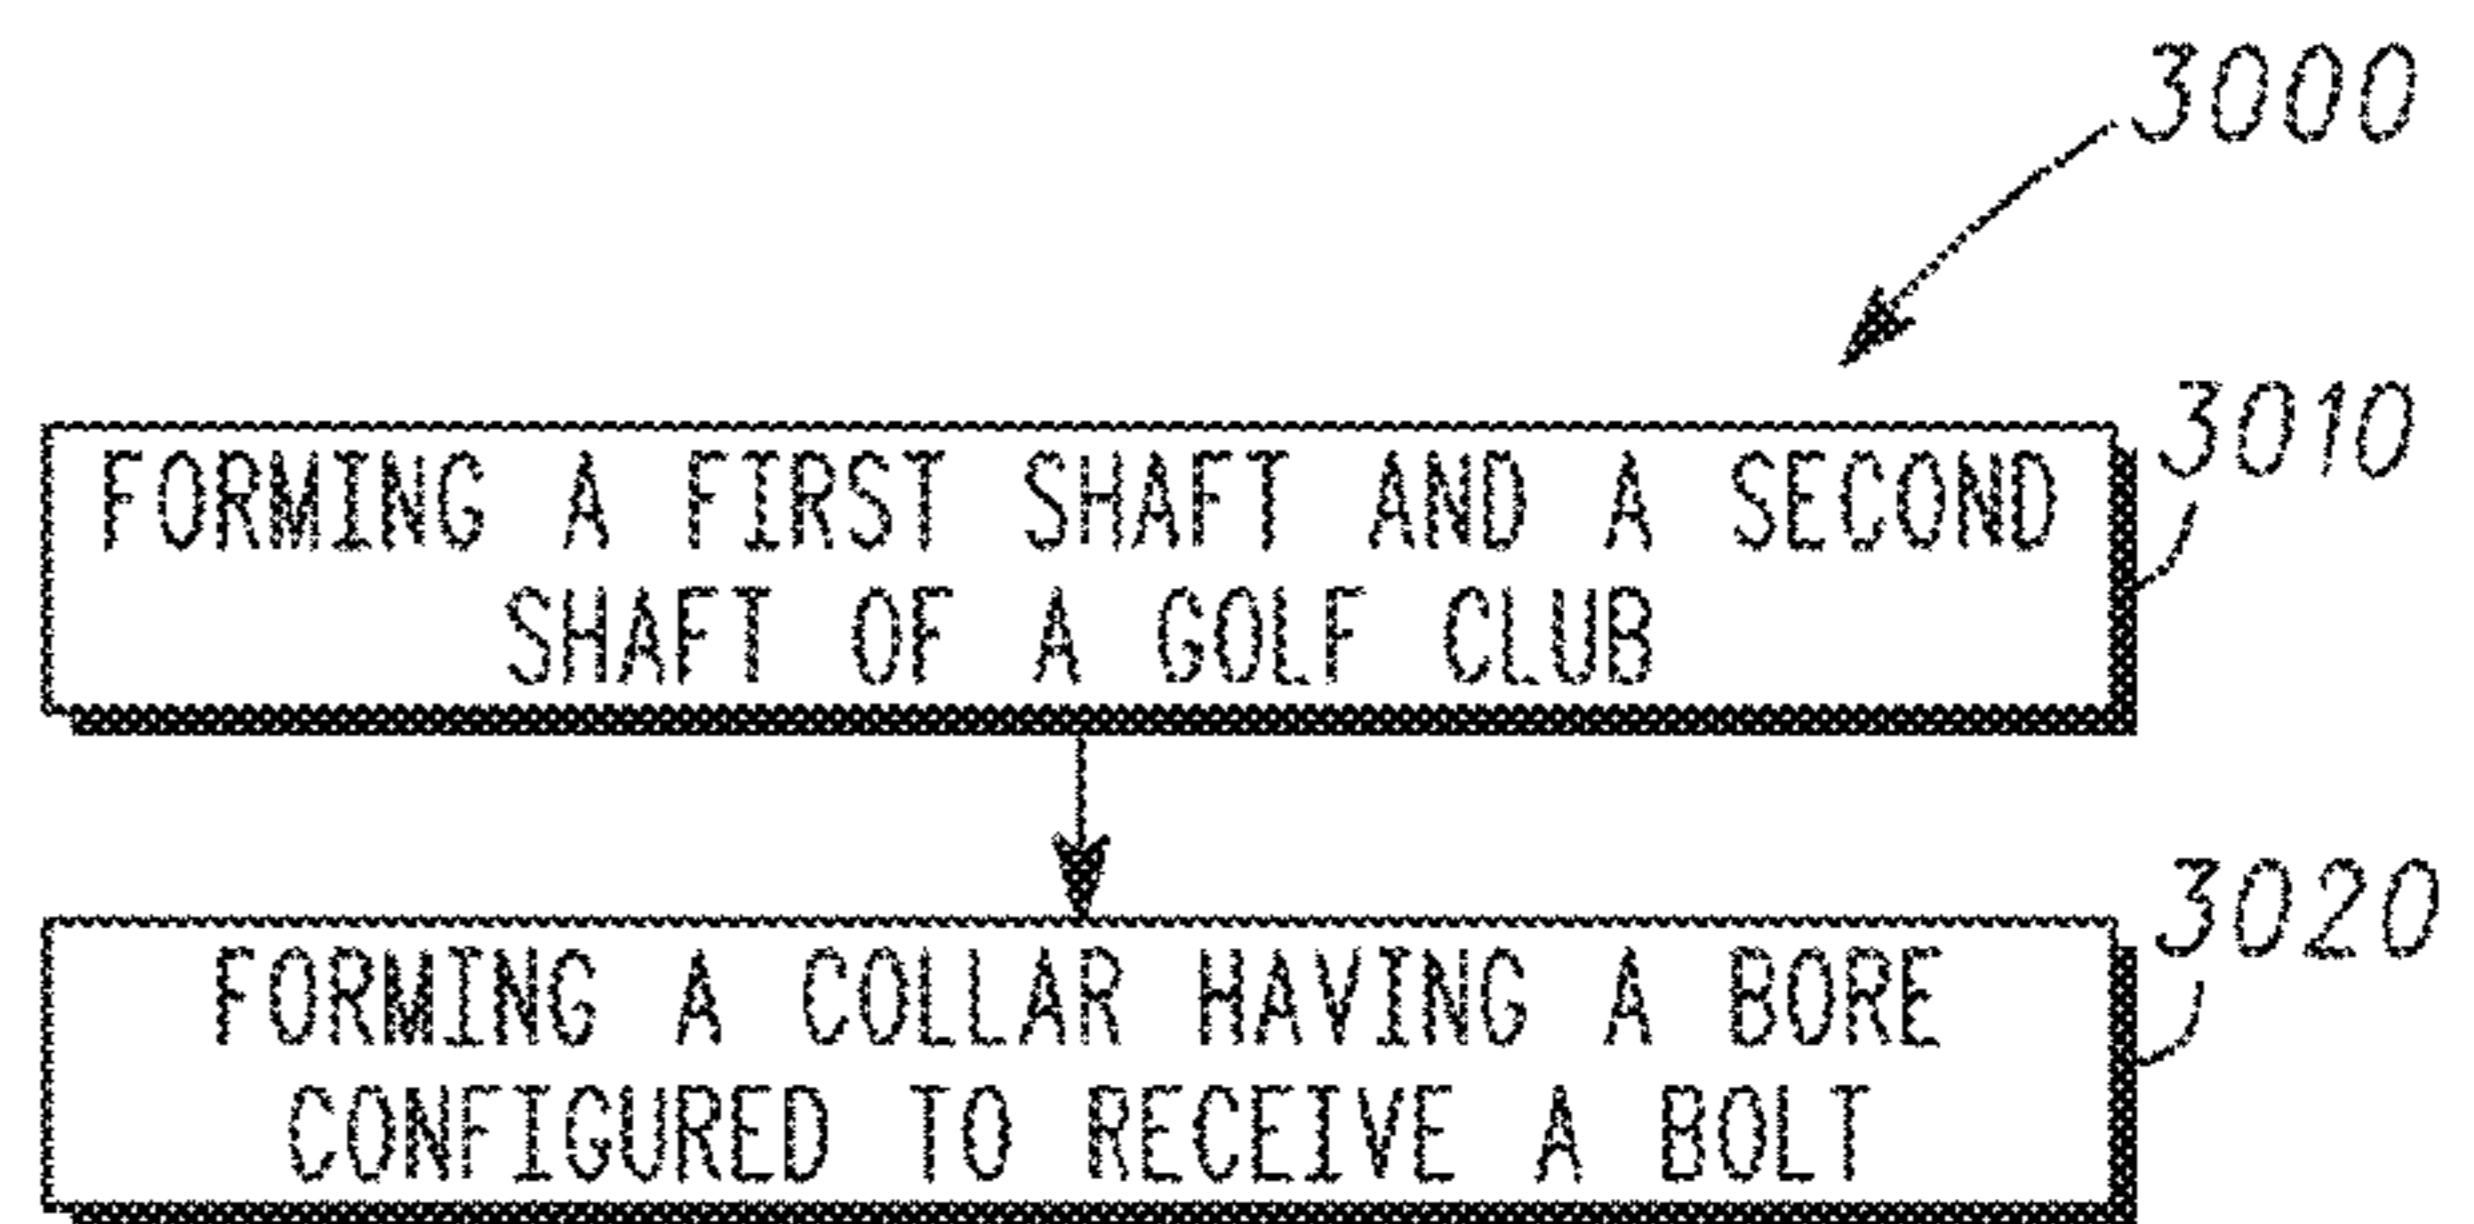 3000
3010
FORMING A FIRST SHAFT AND A SECOND
SHAFT OF A GOLF CLUB
3020
FORMING A COLLAR HAVING A BORE
CONFIGURED TO RECEIVE A BOLT